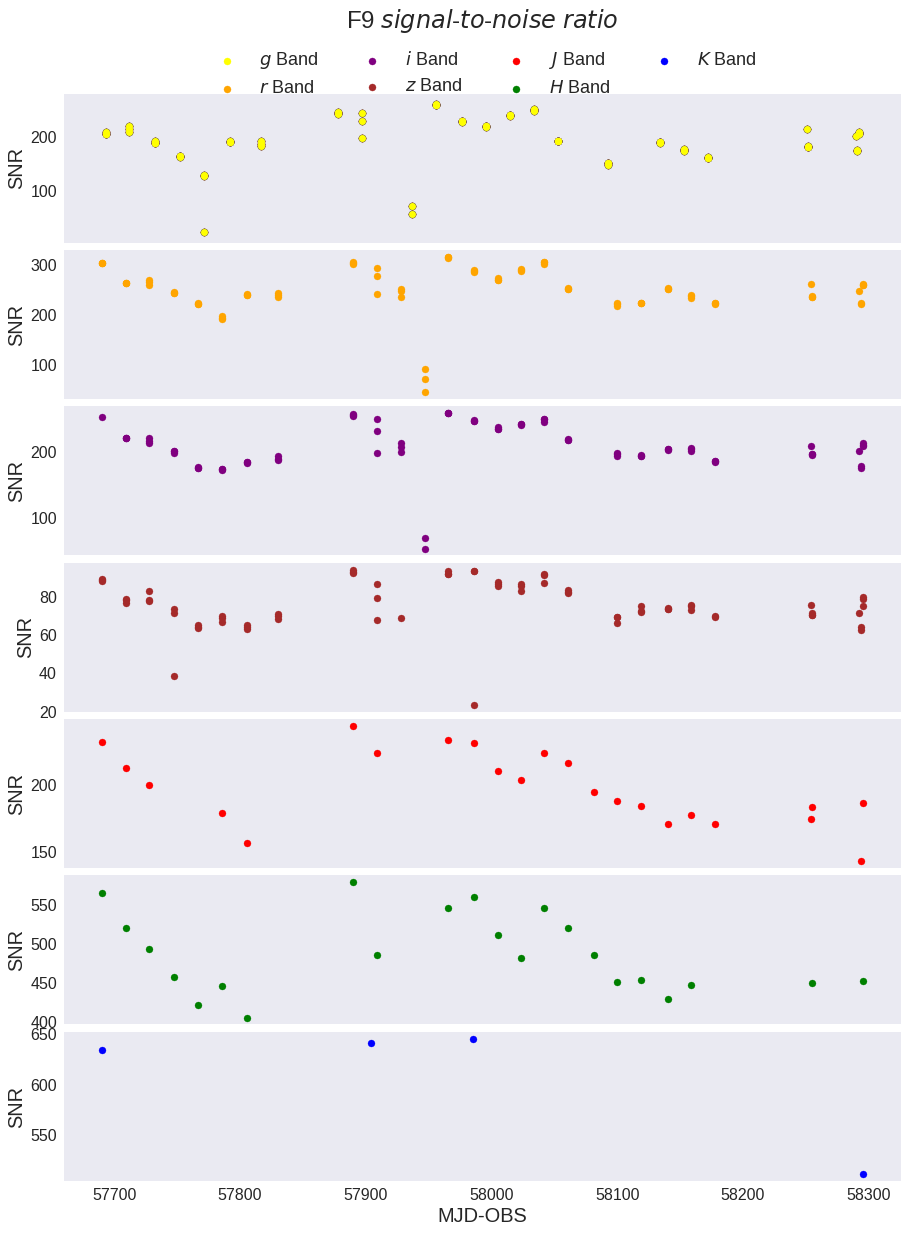 F9 signal-to-noise ratio
g Band i Band J Band K Band
r Band z Band H Band
SNR
200
100
SNR
300
200
100
SNR
200
100
SNR
80
60
40
20
SNR
200
150
SNR
550
500
450
400
SNR
650
600
550
57700 57800 57900 58000 58100 58200 58300
MJD-OBS